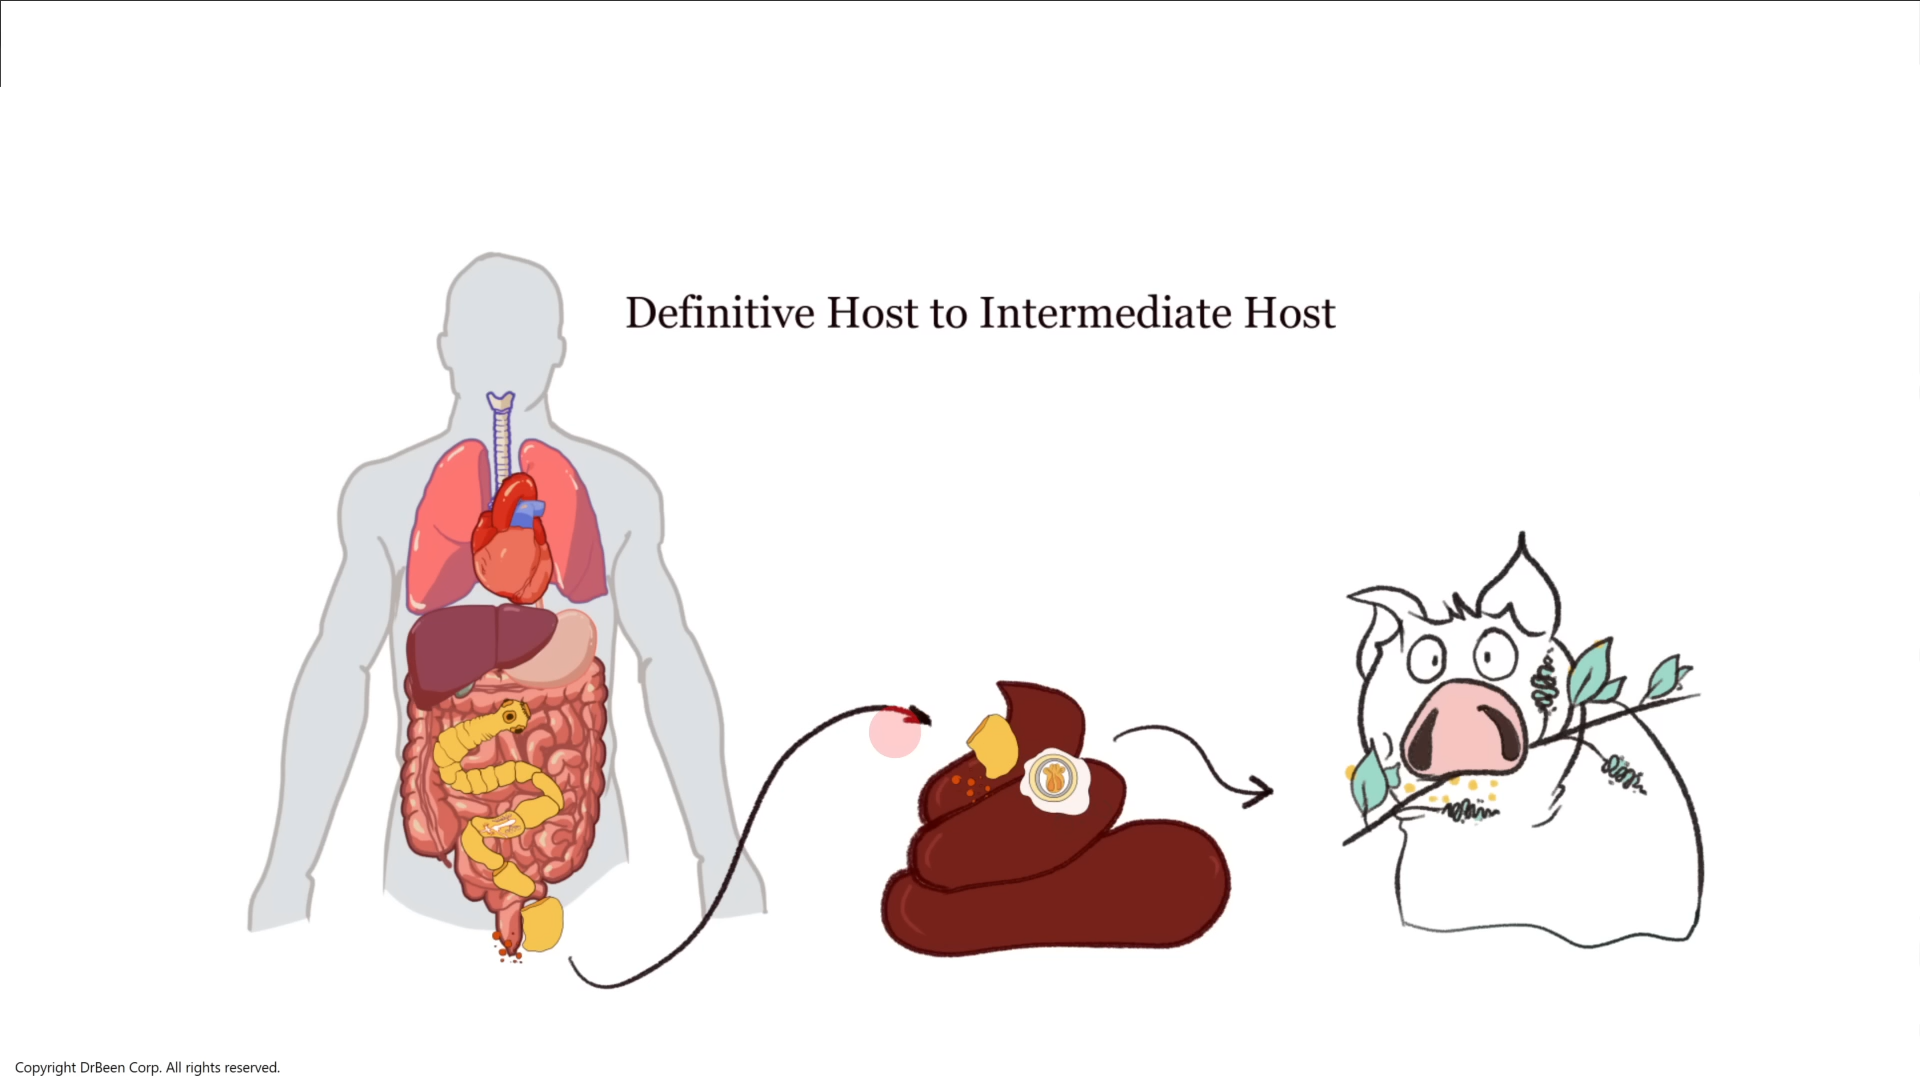 Definitive Host to Intermediate Host
Copyright DrBeen Corp. All rights reserved.